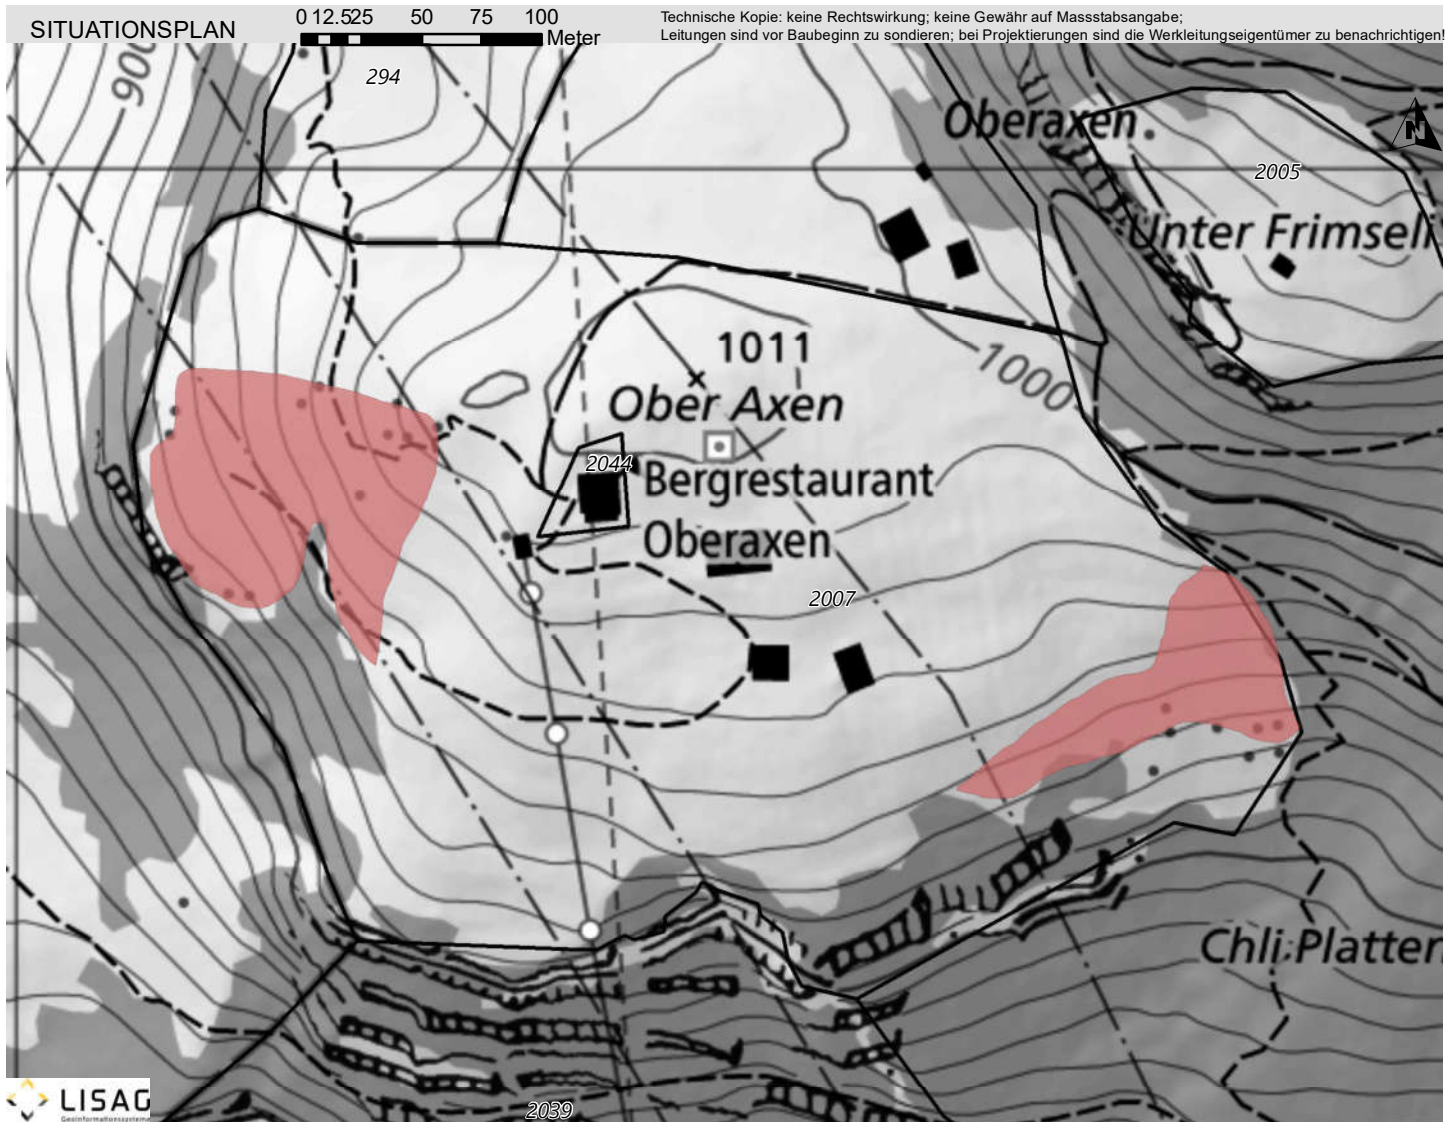 SITUATIONSPLAN
0 12.525 50 75 100
Meter
Technische Kopie: keine Rechtswirkung; keine Gewähr auf Massstabsangabe;
Leitungen sind vor Baubeginn zu sondieren; bei Projektierungen sind die Werkleitungseigentümer zu benachrichtigen!
900
294
Oberaxen
N
2005
Unter Frimseli
1011
1000
Ober Axen
2044
Bergrestaurant
Oberaxen
2007
Chli Platten
LISAG
Geoinformationssysteme
2039